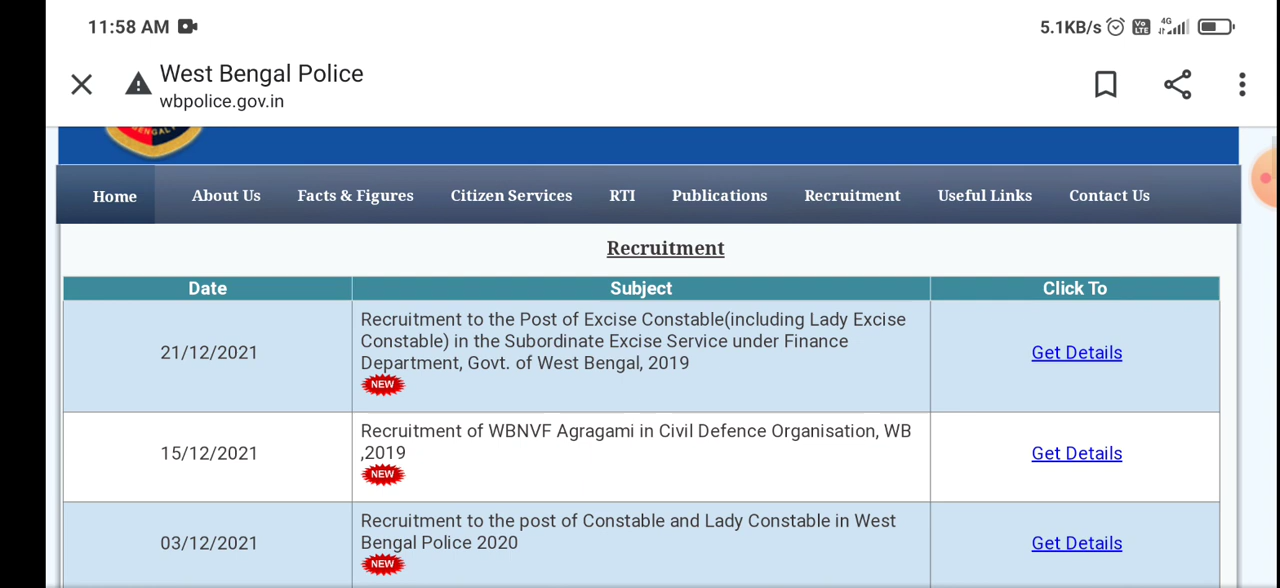 11:58 AM
5.1KB/s
Vo
LTE
4G
West Bengal Police
wbpolice.gov.in
BENGAL
Home About Us Facts & Figures Citizen Services RTI Publications Recruitment Useful Links Contact Us
Recruitment
Date Subject Click To
21/12/2021
Recruitment to the Post of Excise Constable(including Lady Excise
Constable) in the Subordinate Excise Service under Finance
Department, Govt. of West Bengal, 2019
NEW
Get Details
15/12/2021
Recruitment of WBNVF Agragami in Civil Defence Organisation, WB
,2019
NEW
Get Details
03/12/2021
Recruitment to the post of Constable and Lady Constable in West
Bengal Police 2020
NEW
Get Details